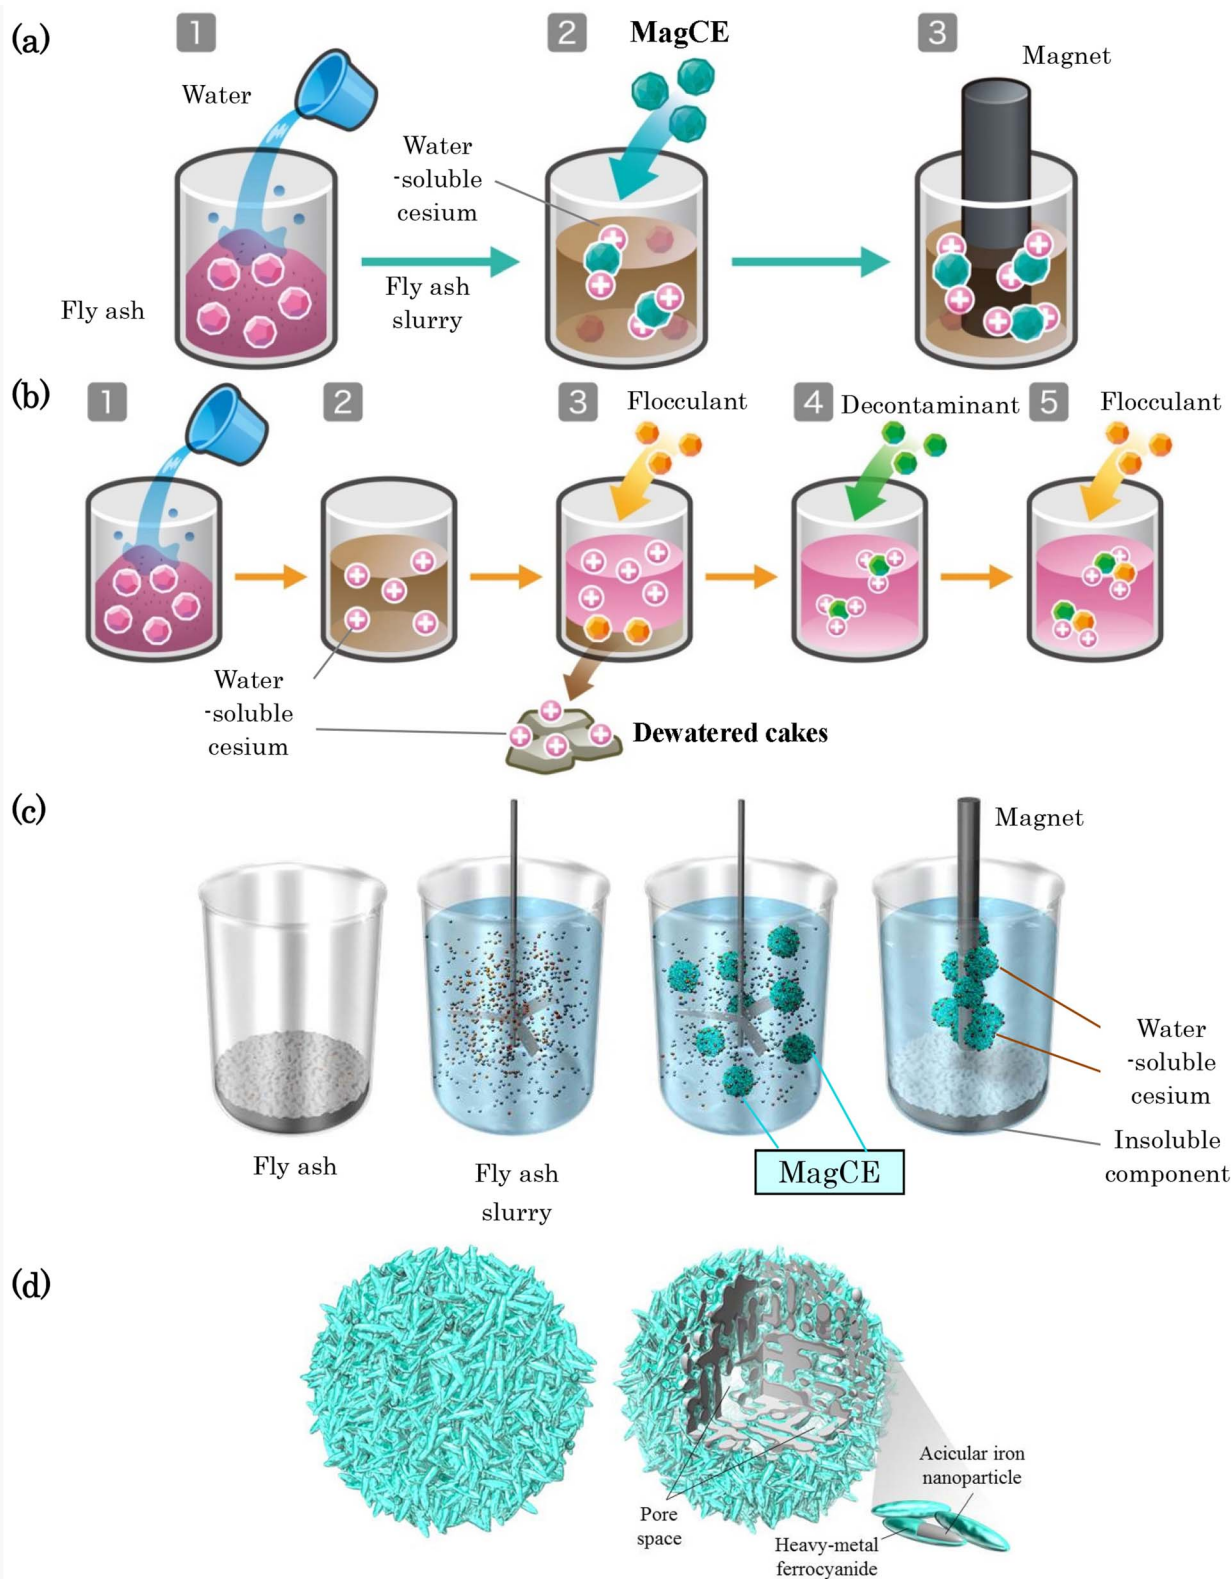 (a)
1
2
MagCE
3
Magnet
Water
Water
-soluble
cesium
Fly ash
Fly ash
slurry
(b)
1
2
3
Flocculant
4
Decontaminant
5
Flocculant
Water
-soluble
cesium
Dewatered cakes
(c)
Magnet
Water
-soluble
cesium
Insoluble
component
Fly ash
Fly ash
slurry
MagCE
(d)
Pore
space
Acicular iron
nanoparticle
Heavy-metal
ferrocyanide